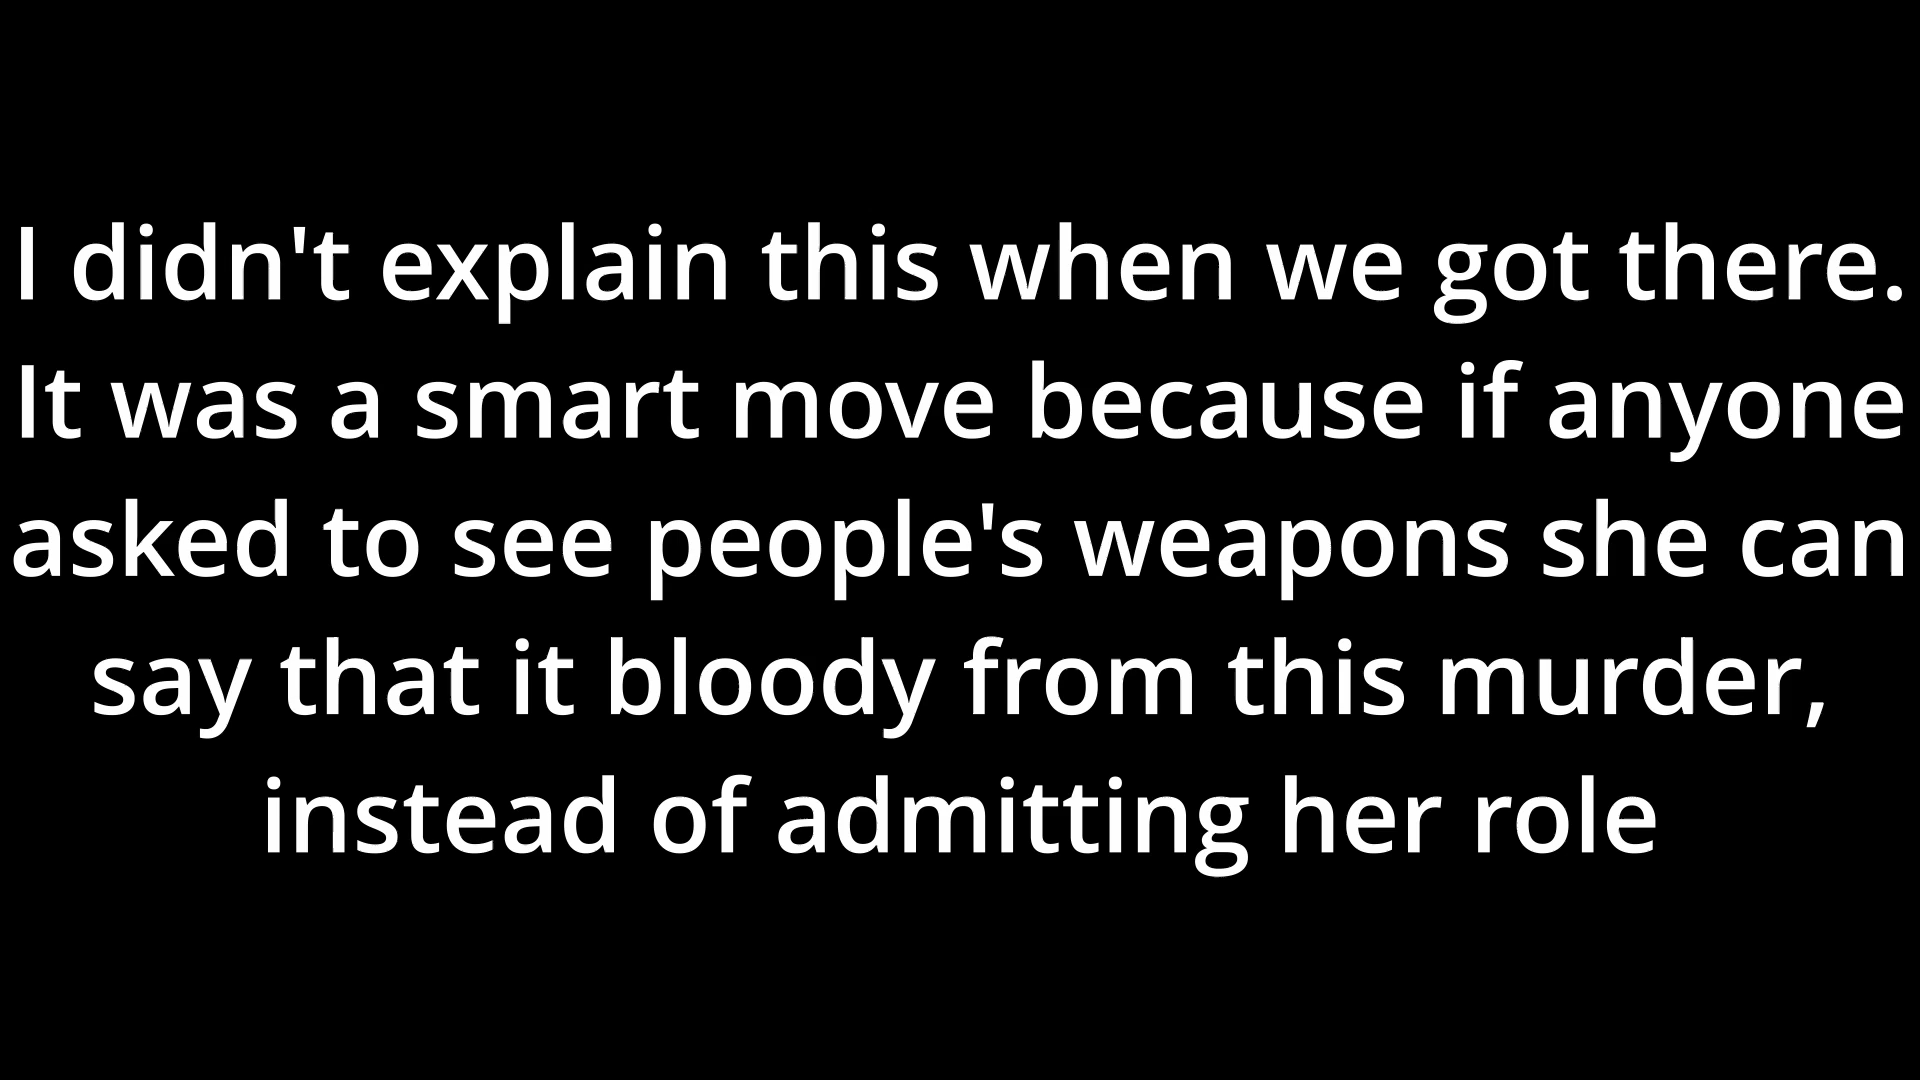 I didn't explain this when we got there.
It was a smart move because if anyone
asked to see people's weapons she can
say that it bloody from this murder,
instead of admitting her role